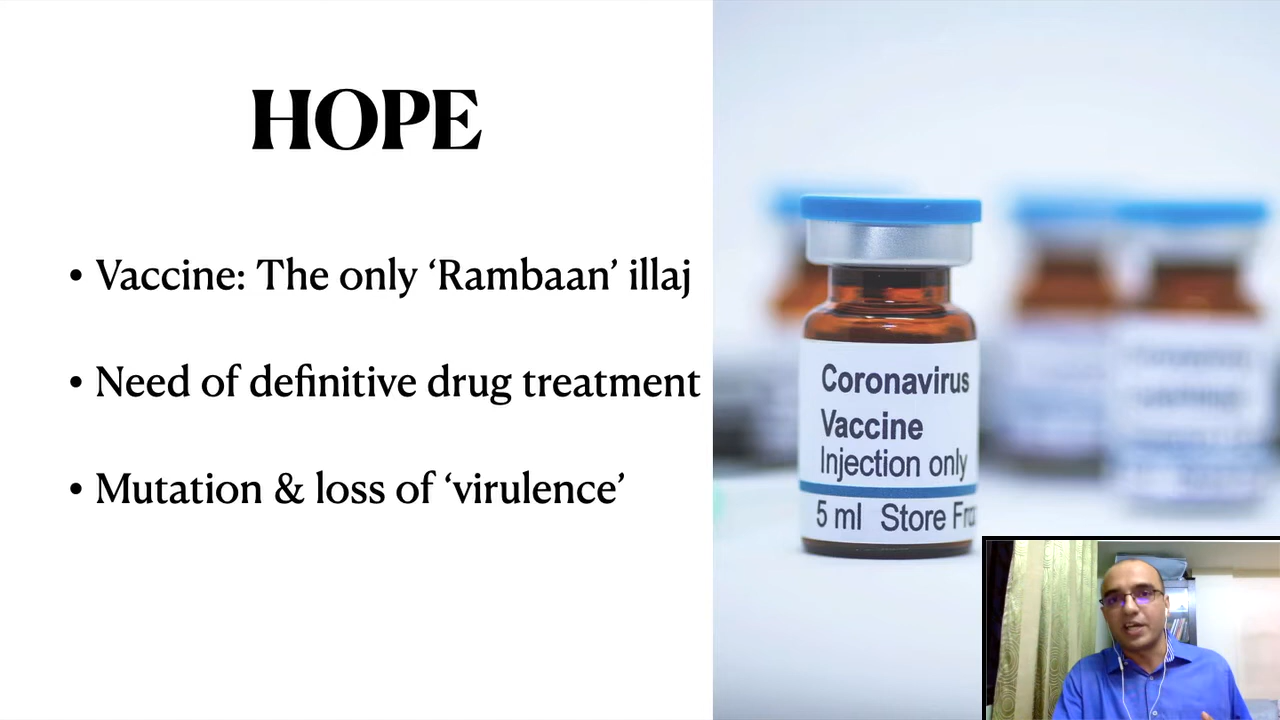 HOPE
• Vaccine: The only ‘Rambaan’ illaj
• Need of definitive drug treatment
• Mutation & loss of ‘virulence’
Coronavirus
Vaccine
Injection only
5 ml Store